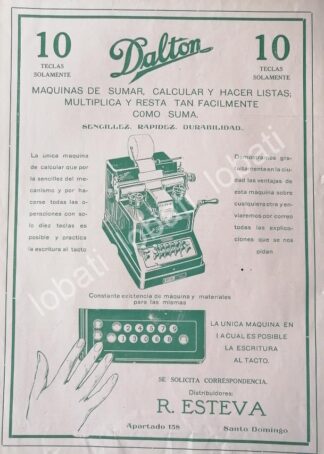 10
TECLAS
SOLAMENTE
Dalton
10
TECLAS
SOLAMENTE
MAQUINAS DE SUMAR, CALCULAR Y HACER LISTAS;
MULTIPLICA Y RESTA TAN FACILMENTE
COMO SUMA.
SENCILLEZ, RAPIDEZ, DURABILIDAD.
La unica maquina
de calcular que por
la sencillez del me-
canismo y por ha-
cerse todas las o-
peraciones con so-
lo diez teclas es
posible y practica
la escritura al tacto
Demostramos gra-
tuitamente en la ciu-
dad las ventajas de
esta maquina sobre
cualquiera otra y en-
viaremos por correo
todas las explica-
ciones que se nos
pidan
Constante existencia de máquina y materiales
para las mismas
LA UNICA MAQUINA EN
LA CUAL ES POSIBLE
LA ESCRITURA
AL TACTO.
SE SOLICITA CORRESPONDENCIA.
Distribuidores:
R. ESTEVA
Apartado 158
Santo Domingo